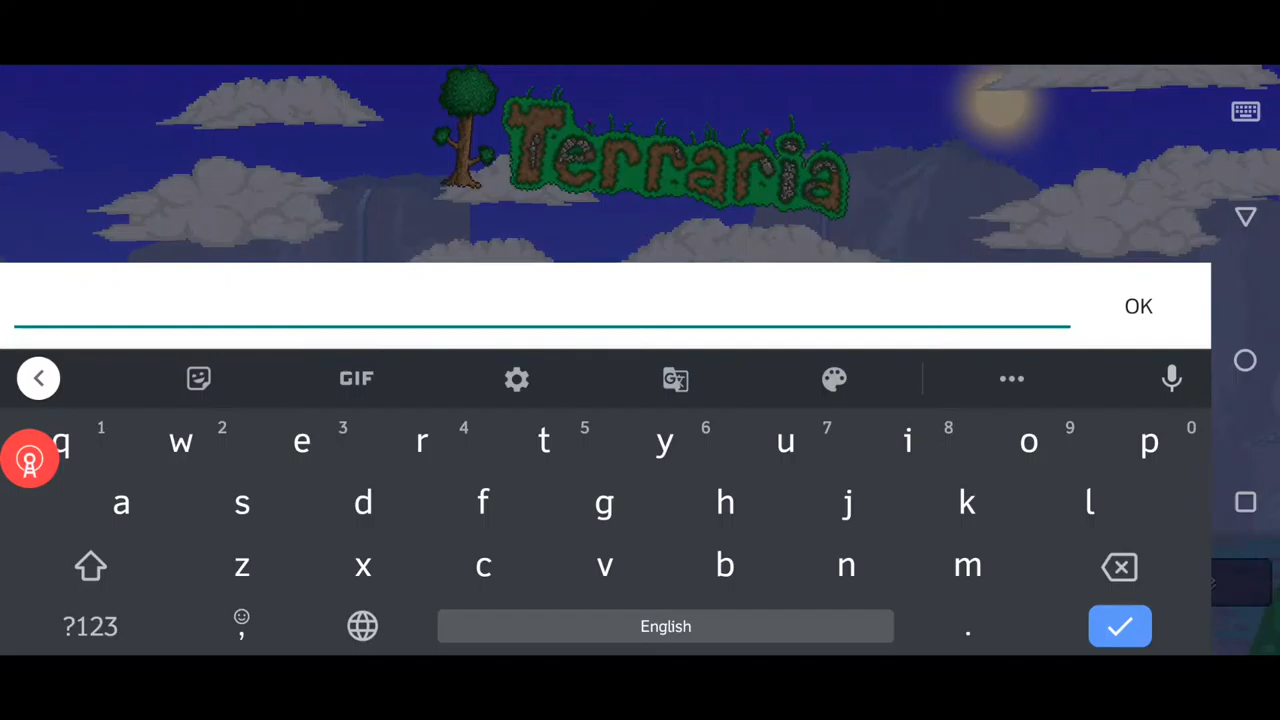 Terraria
OK
GIF
q 1 w 2 e 3 r 4 t 5 y 6 u 7 i 8 o 9 p 0
a s d f g h j k l
z x c v b n m
?123 , English .